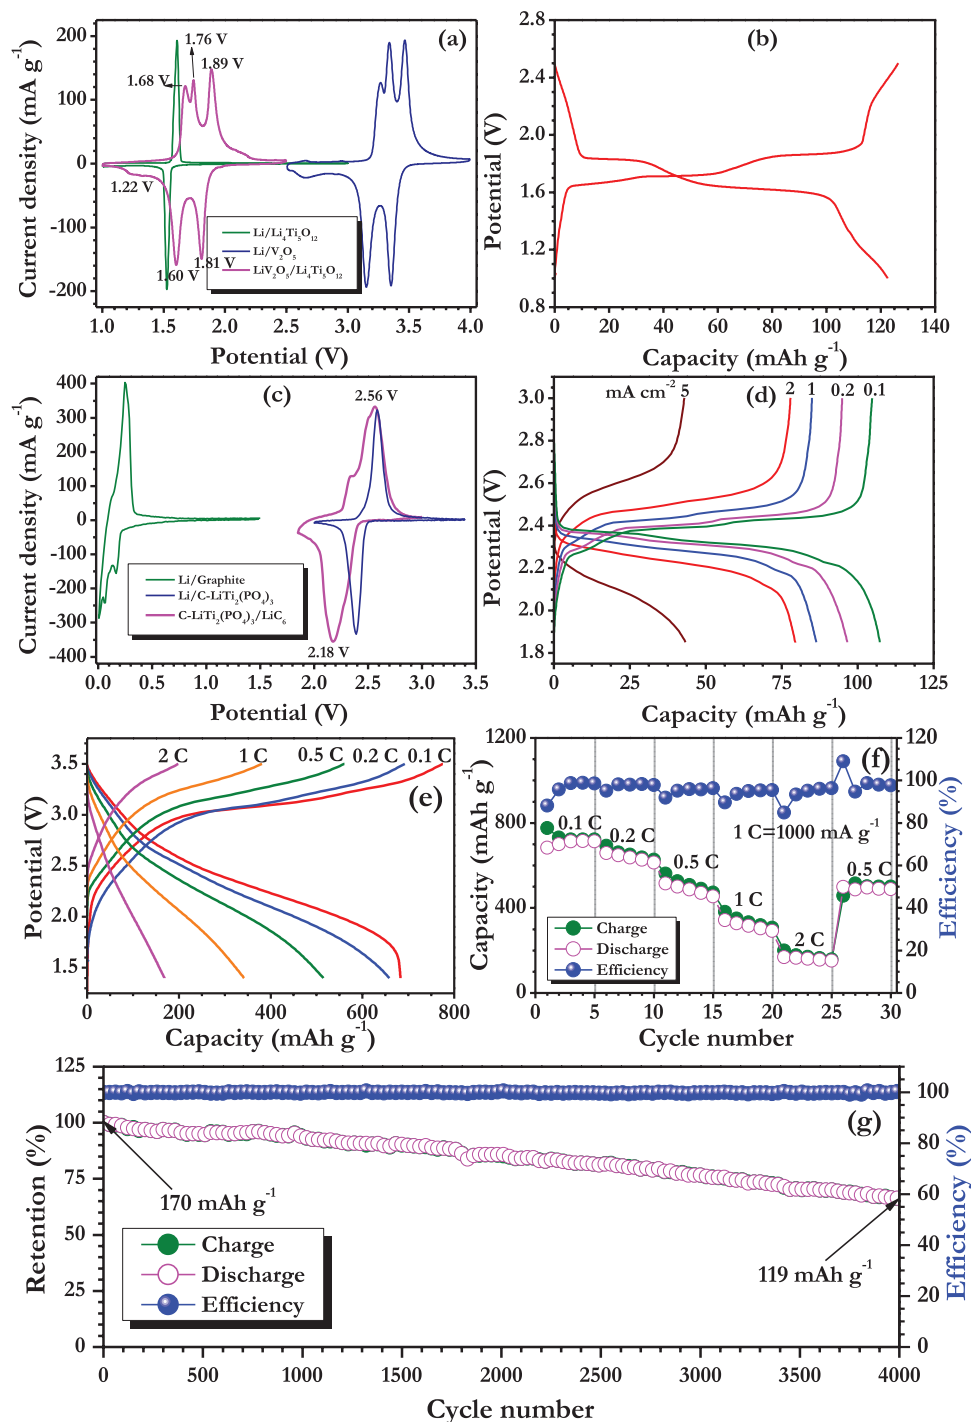 (a)
200
100
0
-100
-200
1.0
1.5
2.0
2.5
3.0
3.5
4.0
Current density (mA g⁻¹)
Potential (V)
1.76 V
1.68 V
1.89 V
1.22 V
1.60 V
1.81 V
Li/Li₄Ti₅O₁₂
Li/V₂O₅
LiV₂O₅/Li₄Ti₅O₁₂
(b)
2.8
2.4
2.0
1.6
1.2
0.8
0
20
40
60
80
100
120
140
Potential (V)
Capacity (mAh g⁻¹)
(c)
400
300
200
100
0
-100
-200
-300
-400
0.0
0.5
1.0
1.5
2.0
2.5
3.0
3.5
Current density (mA g⁻¹)
Potential (V)
2.56 V
2.18 V
Li/Graphite
Li/C-LiTi₂(PO₄)₃
C-LiTi₂(PO₄)₃/LiC₆
(d)
mA cm⁻² 5 2 1 0.2 0.1
3.0
2.7
2.4
2.1
1.8
0
25
50
75
100
125
Potential (V)
Capacity (mAh g⁻¹)
(e)
2 C 1 C 0.5 C 0.2 C 0.1 C
3.5
3.0
2.5
2.0
1.5
0
200
400
600
800
Potential (V)
Capacity (mAh g⁻¹)
(f)
1200
800
400
0
120
100
80
60
40
20
0
0
5
10
15
20
25
30
Capacity (mAh g⁻¹)
Efficiency (%)
Cycle number
0.1 C
0.2 C
0.5 C
1 C
2 C
0.5 C
1 C=1000 mA g⁻¹
Charge
Discharge
Efficiency
(g)
125
100
75
50
25
0
100
80
60
40
20
0
0
500
1000
1500
2000
2500
3000
3500
4000
Retention (%)
Efficiency (%)
Cycle number
170 mAh g⁻¹
119 mAh g⁻¹
Charge
Discharge
Efficiency